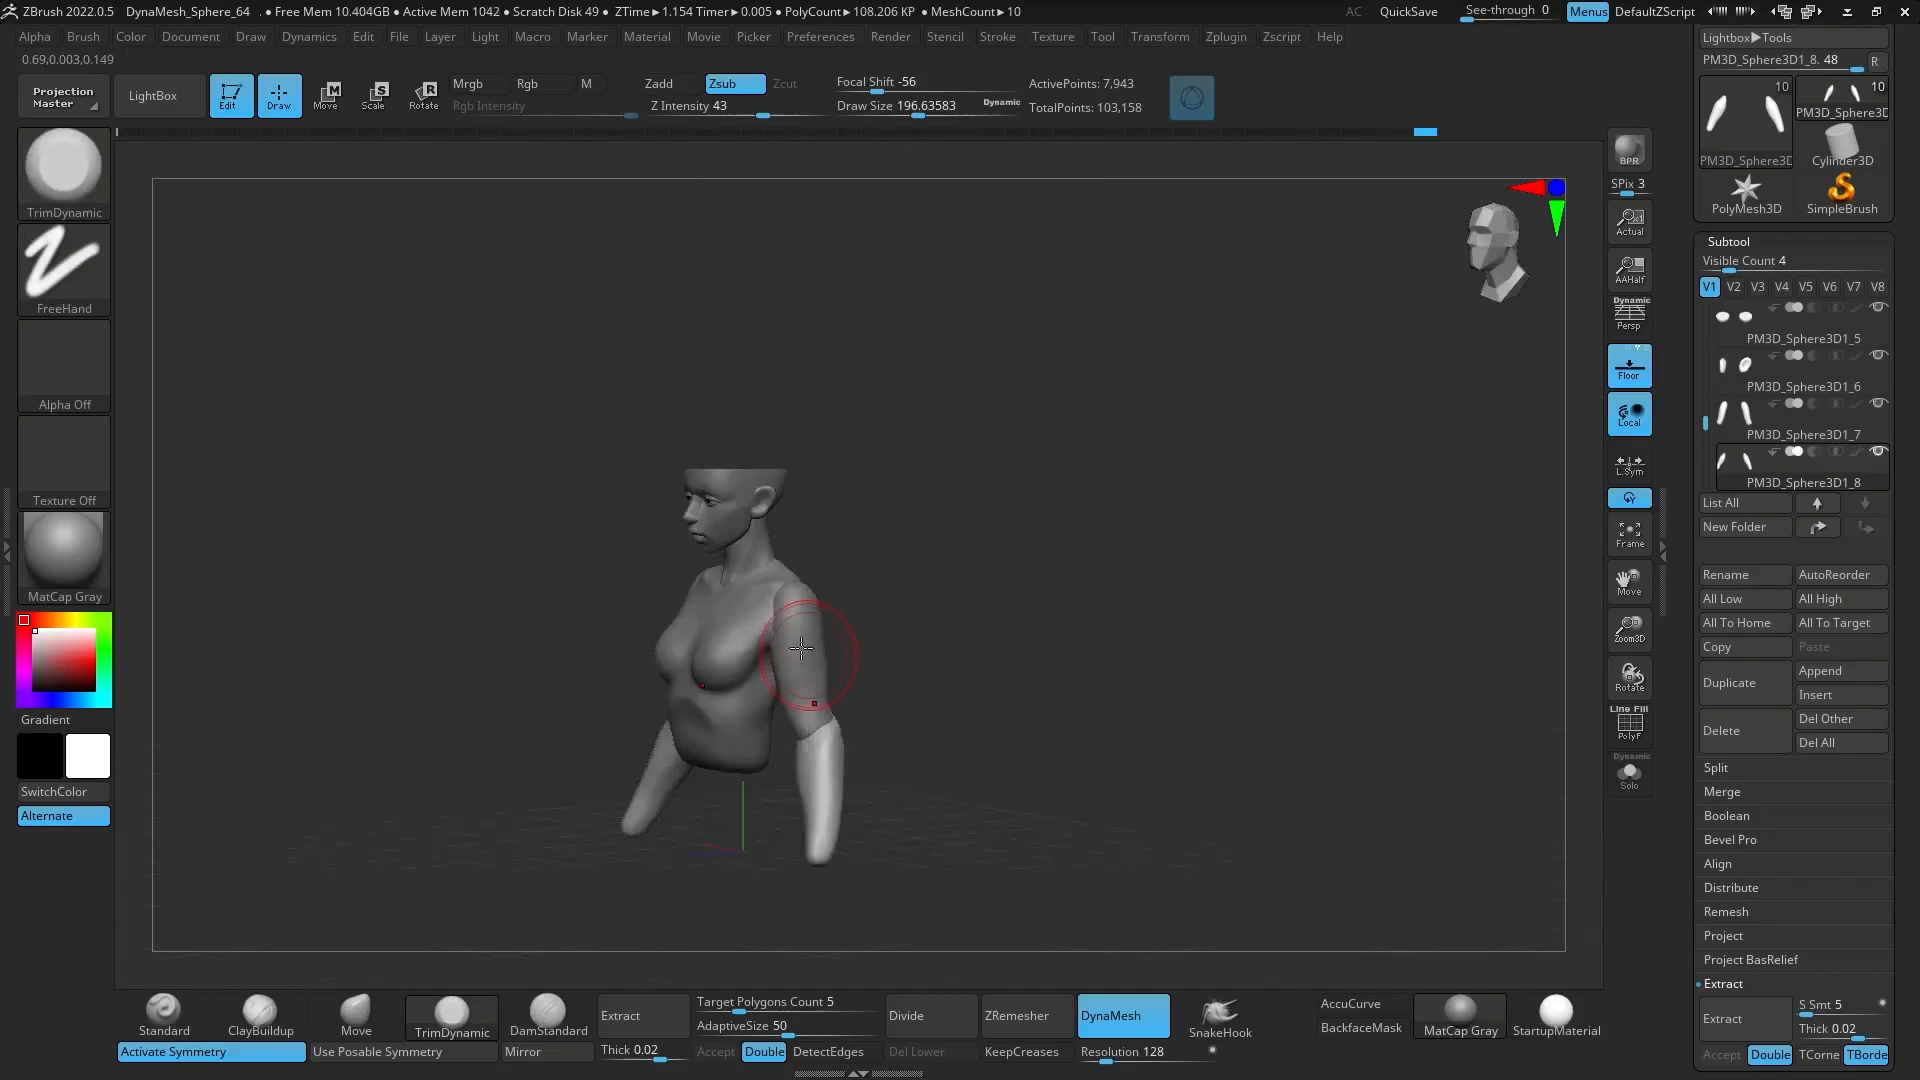 ZBrush 2022.0.5 DynaMesh_Sphere_64 . • Free Mem 10.404GB • Active Mem 1042 • Scratch Disk 49 • ZTime►1.154 Timer►0.005 • PolyCount►108.206 KP • MeshCount►10 AC QuickSave See-through 0 Menus DefaultZScript
Alpha Brush Color Document Draw Dynamics Edit File Layer Light Macro Marker Material Movie Picker Preferences Render Stencil Stroke Texture Tool Transform Zplugin Zscript Help
0.69,0.003,0.149
Projection Master
LightBox
Edit
Draw
Move
Scale
Rotate
Mrgb Rgb M
Rgb Intensity
Zadd Zsub Zcut
Z Intensity 43
Focal Shift -56
Draw Size 196.63583 Dynamic
ActivePoints: 7,943
TotalPoints: 103,158
TrimDynamic
FreeHand
Alpha Off
Texture Off
MatCap Gray
Gradient
SwitchColor
Alternate
BPR
SPix 3
Actual
AAHalf
Dynamic
Persp
Floor
Local
L.Sym
Frame
Move
Zoom3D
Rotate
Line Fill
PolyF
Dynamic
Solo
Lightbox►Tools
PM3D_Sphere3D1_8. 48 R
10
10
PM3D_Sphere3D
PM3D_Sphere3D
Cylinder3D
PolyMesh3D
SimpleBrush
Subtool
Visible Count 4
V1 V2 V3 V4 V5 V6 V7 V8
PM3D_Sphere3D1_5
PM3D_Sphere3D1_6
PM3D_Sphere3D1_7
PM3D_Sphere3D1_8
List All
New Folder
Rename AutoReorder
All Low All High
All To Home All To Target
Copy Paste
Duplicate Append
Insert
Delete Del Other
Del All
Split
Merge
Boolean
Bevel Pro
Align
Distribute
Remesh
Project
Project BasRelief
Extract
Extract S Smt 5
Thick 0.02
Accept Double TCorne TBorde
Standard
ClayBuildup
Move
TrimDynamic
DamStandard
Extract
Thick 0.02
Target Polygons Count 5
AdaptiveSize 50
Accept Double DetectEdges
Divide
Del Lower
ZRemesher
KeepCreases
DynaMesh
Resolution 128
SnakeHook
AccuCurve
BackfaceMask
MatCap Gray
StartupMaterial
Activate Symmetry
Use Posable Symmetry
Mirror